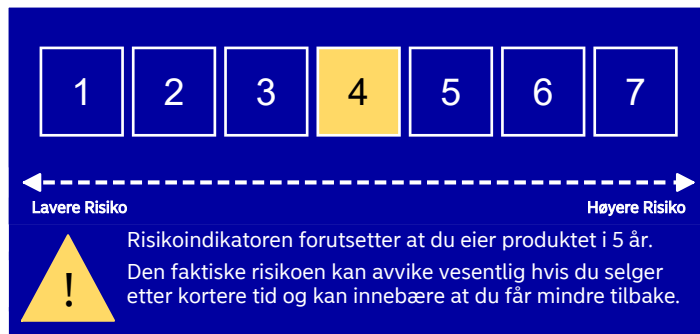 1 2 3 4 5 6 7
Lavere Risiko Høyere Risiko
Risikoindikatoren forutsetter at du eier produktet i 5 år.
Den faktiske risikoen kan avvike vesentlig hvis du selger
etter kortere tid og kan innebære at du får mindre tilbake.
!